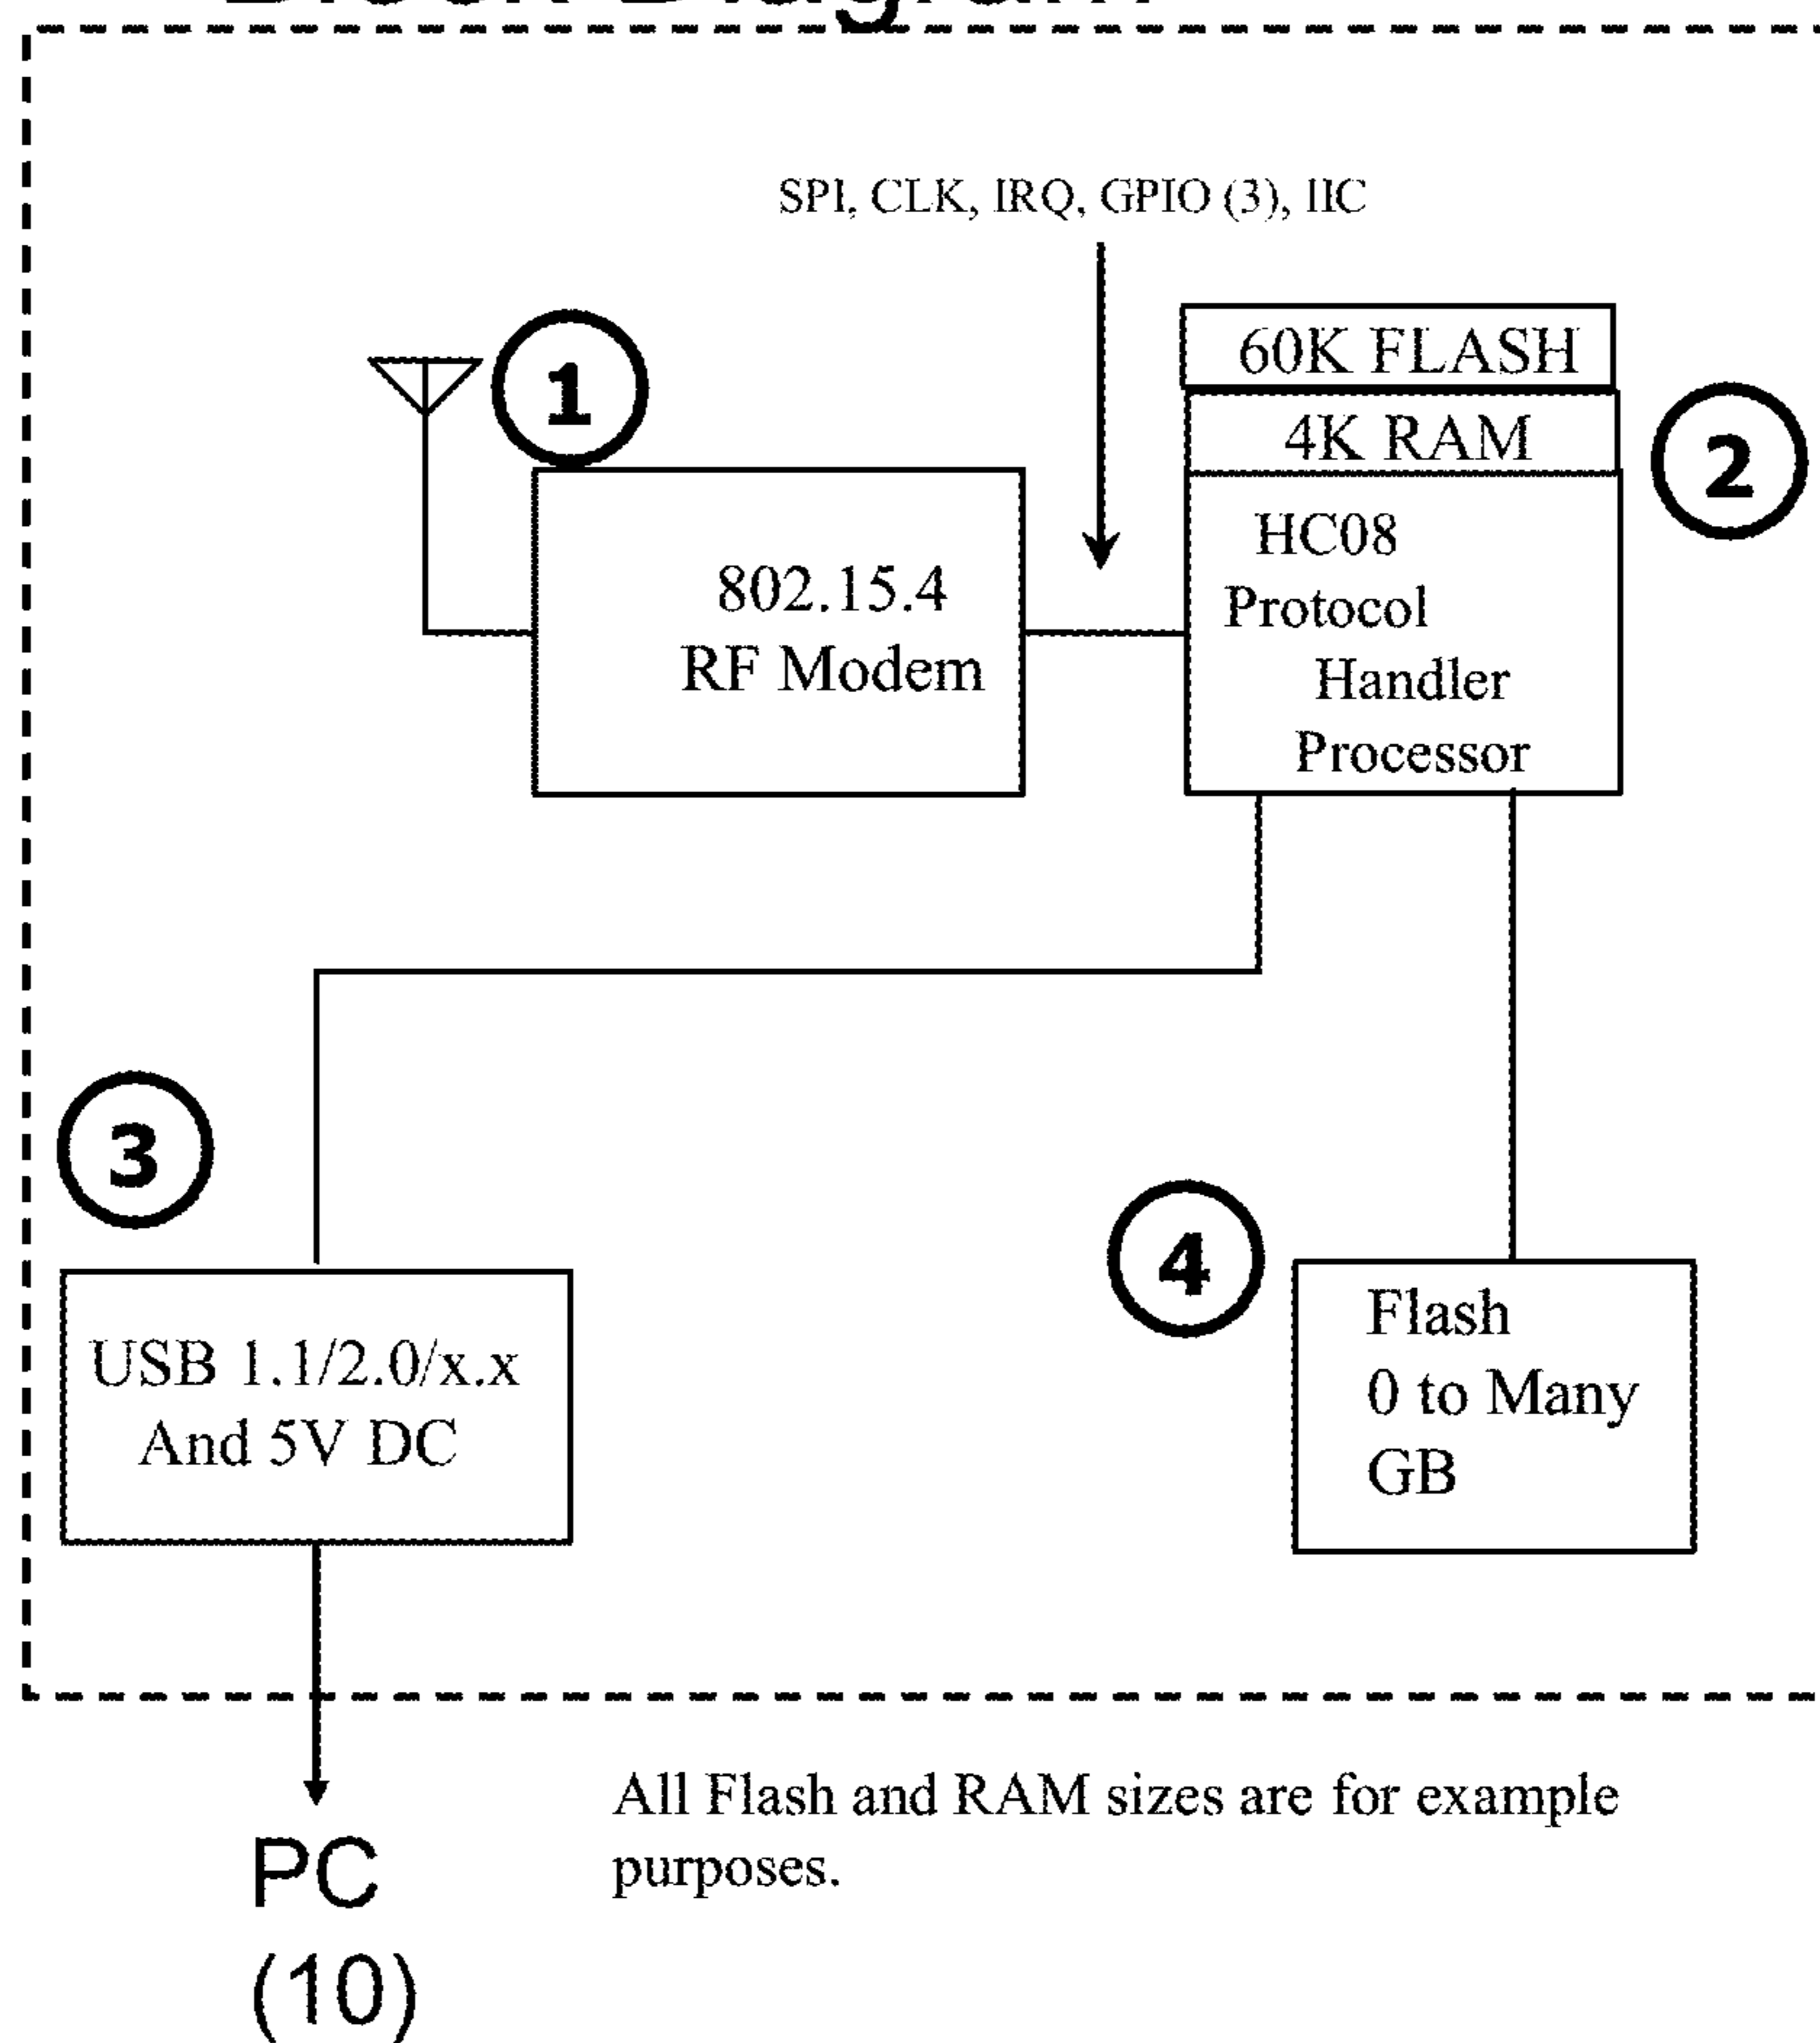 Block Diagram
SPI, CLK, IRQ, GPIO (3), IIC
1
60K FLASH
4K RAM
2
HC08
Protocol
Handler
Processor
802.15.4
RF Modem
3
4
USB 1.1/2.0/x.x
And 5V DC
Flash
0 to Many
GB
PC
(10)
All Flash and RAM sizes are for example
purposes.